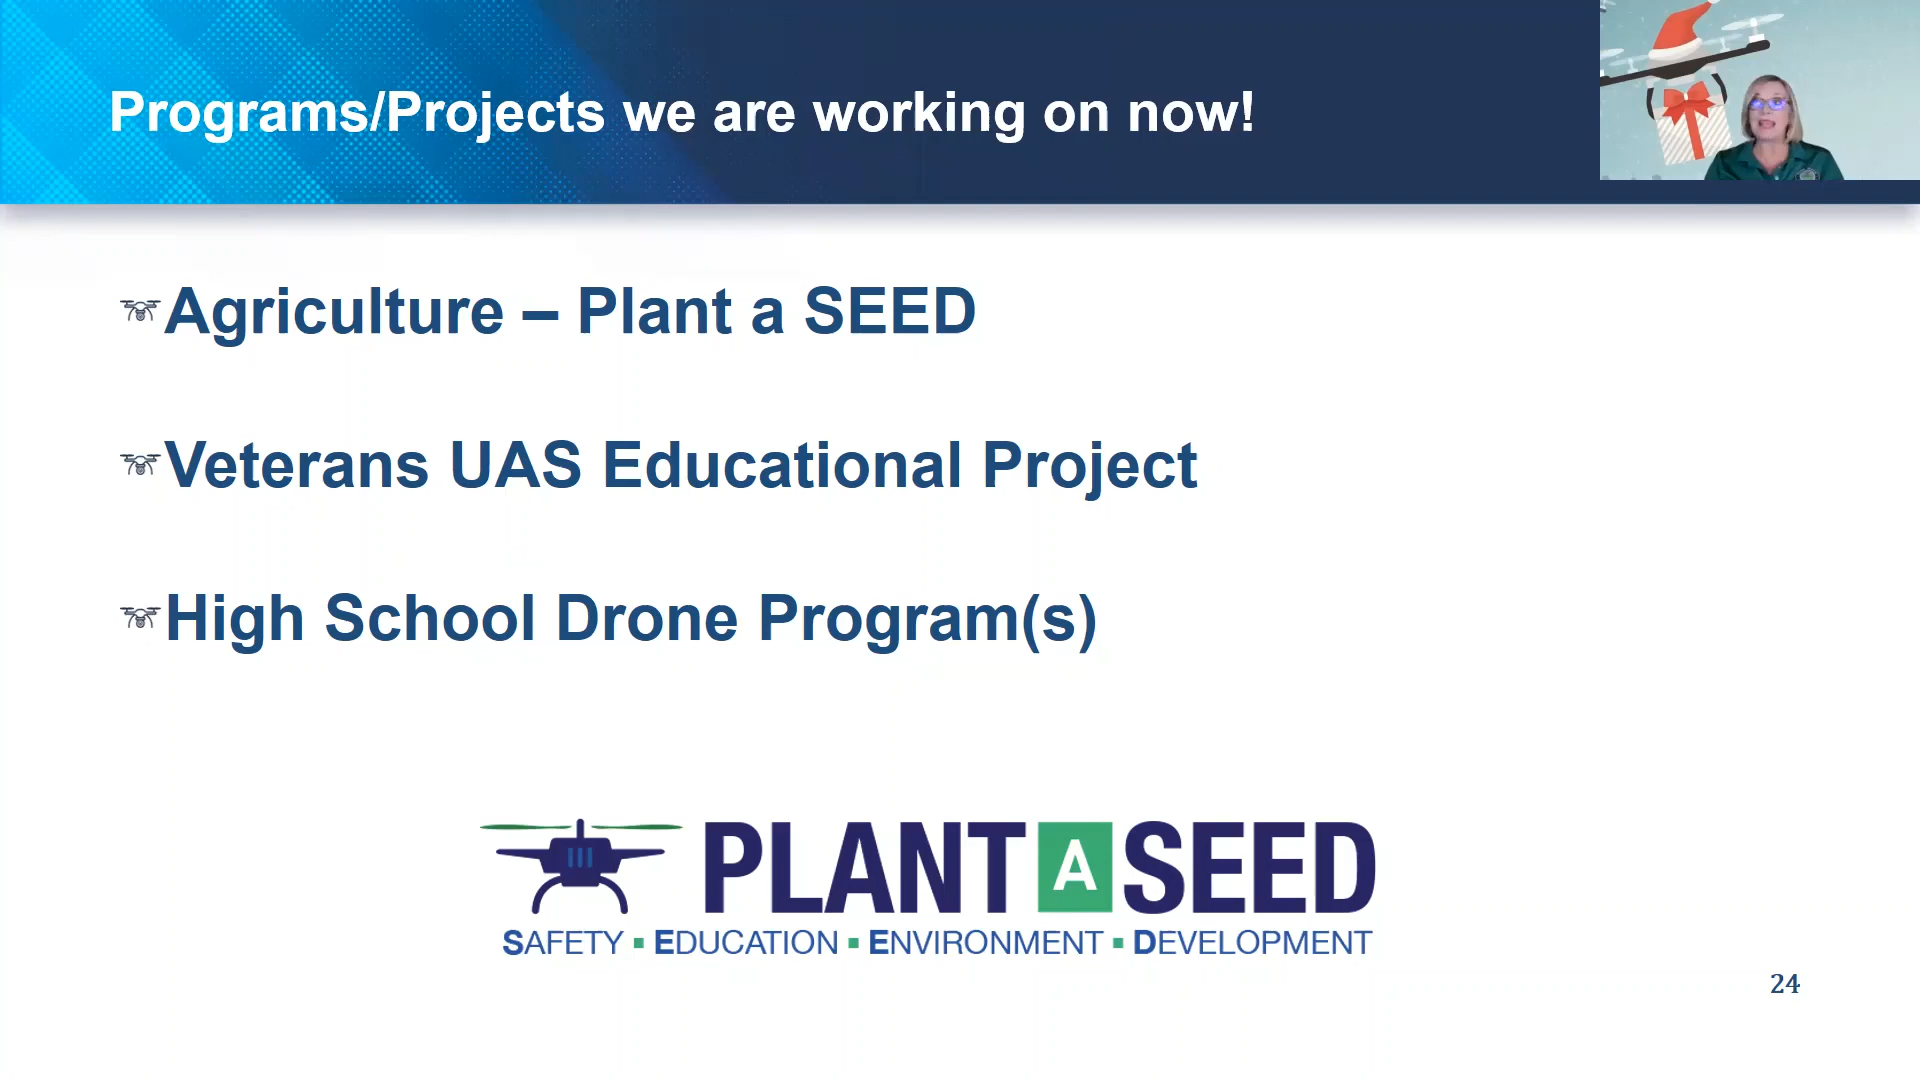 Programs/Projects we are working on now!
Agriculture – Plant a SEED
Veterans UAS Educational Project
High School Drone Program(s)
PLANT A SEED
SAFETY ▪ EDUCATION ▪ ENVIRONMENT ▪ DEVELOPMENT
24